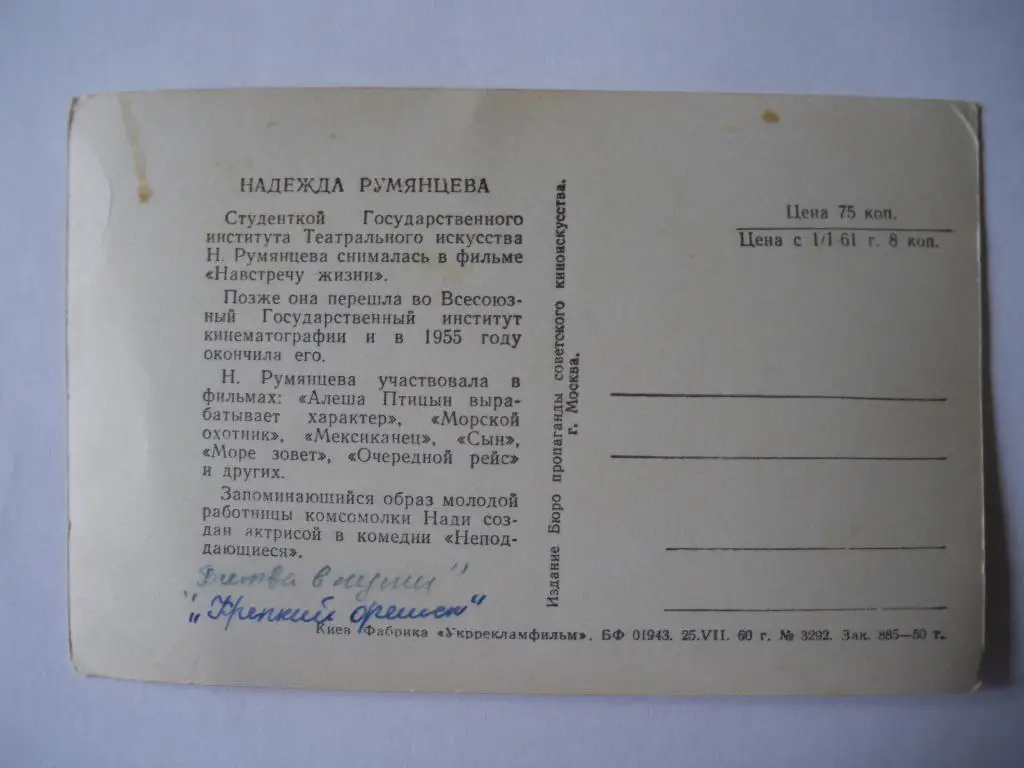 НАДЕЖДА РУМЯНЦЕВА
Студенткой Государственного
института Театрального искусства
Н. Румянцева снималась в фильме
«Навстречу жизни».
Позже она перешла во Всесоюз-
ный Государственный институт
кинематографии и в 1955 году
окончила его.
Н. Румянцева участвовала в
фильмах: «Алеша Птицын выра-
батывает характер», «Морской
охотник», «Мексиканец», «Сын»,
«Море зовет», «Очередной рейс»
и других.
Запоминающийся образ молодой
работницы комсомолки Нади соз-
дан актрисой в комедии «Непод-
дающиеся».
Битва в пути"
"Крепкий орешек"
Киев Фабрика «Укррекламфильм». БФ 01943. 25.VII. 60 г. № 3292. Зак. 885—50 т.
Издание Бюро пропаганды советского киноискусства.
г. Москва.
Цена 75 коп.
Цена с 1/1 61 г. 8 коп.